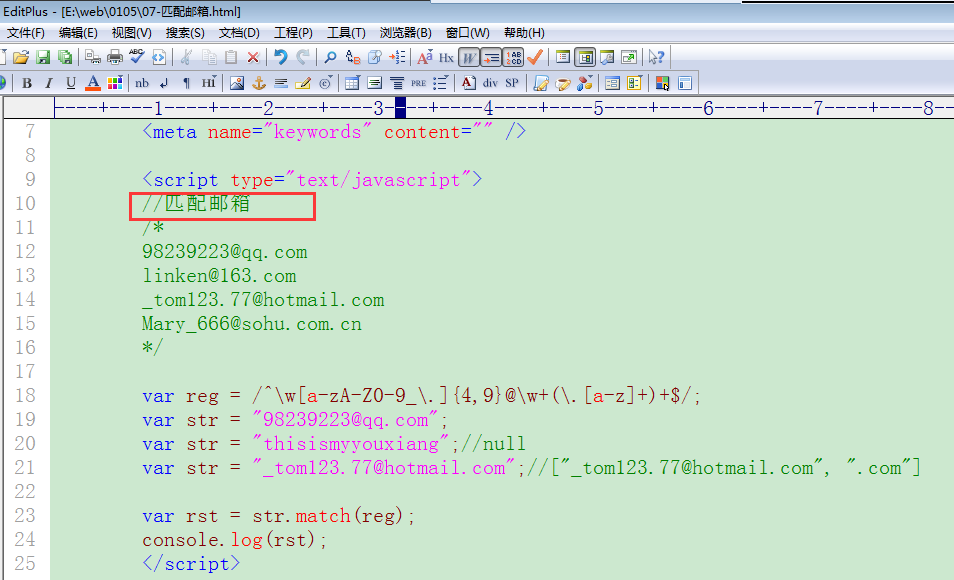 EditPlus - [E:\web\0105\07-匹配邮箱.html]
文件(F) 编辑(E) 视图(V) 搜索(S) 文档(D) 工程(P) 工具(T) 浏览器(B) 窗口(W) 帮助(H)
B I U A nb ¶ HI PRE A div SP
----+----1----+----2----+----3----+----4----+----5----+----6----+----7----+----8--
7 <meta name="keywords" content="" />
8
9 <script type="text/javascript">
10 //匹配邮箱
11 /*
12 98239223@qq.com
13 linken@163.com
14 _tom123.77@hotmail.com
15 Mary_666@sohu.com.cn
16 */
17
18 var reg = /^\w[a-zA-Z0-9_\.]{4,9}@\w+(\.[a-z]+)+$/;
19 var str = "98239223@qq.com";
20 var str = "thisismyyouxiang";//null
21 var str = "_tom123.77@hotmail.com";//["_tom123.77@hotmail.com", ".com"]
22
23 var rst = str.match(reg);
24 console.log(rst);
25 </script>